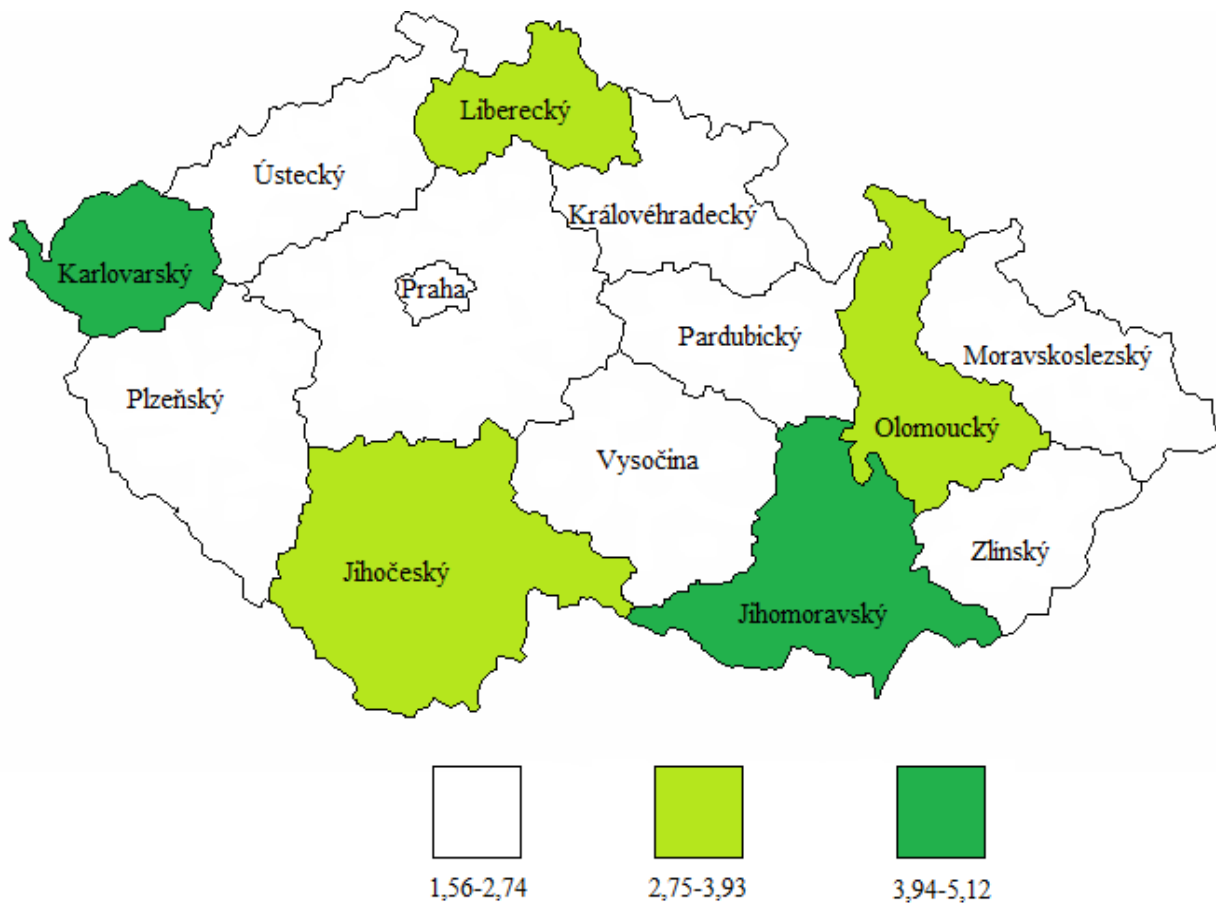 Liberecký
Ústecký
Královéhradecký
Karlovarský
Praha
Pardubický
Moravskoslezský
Plzeňský
Olomoucký
Vysočina
Zlínský
Jihočeský
Jihomoravský
1,56-2,74
2,75-3,93
3,94-5,12